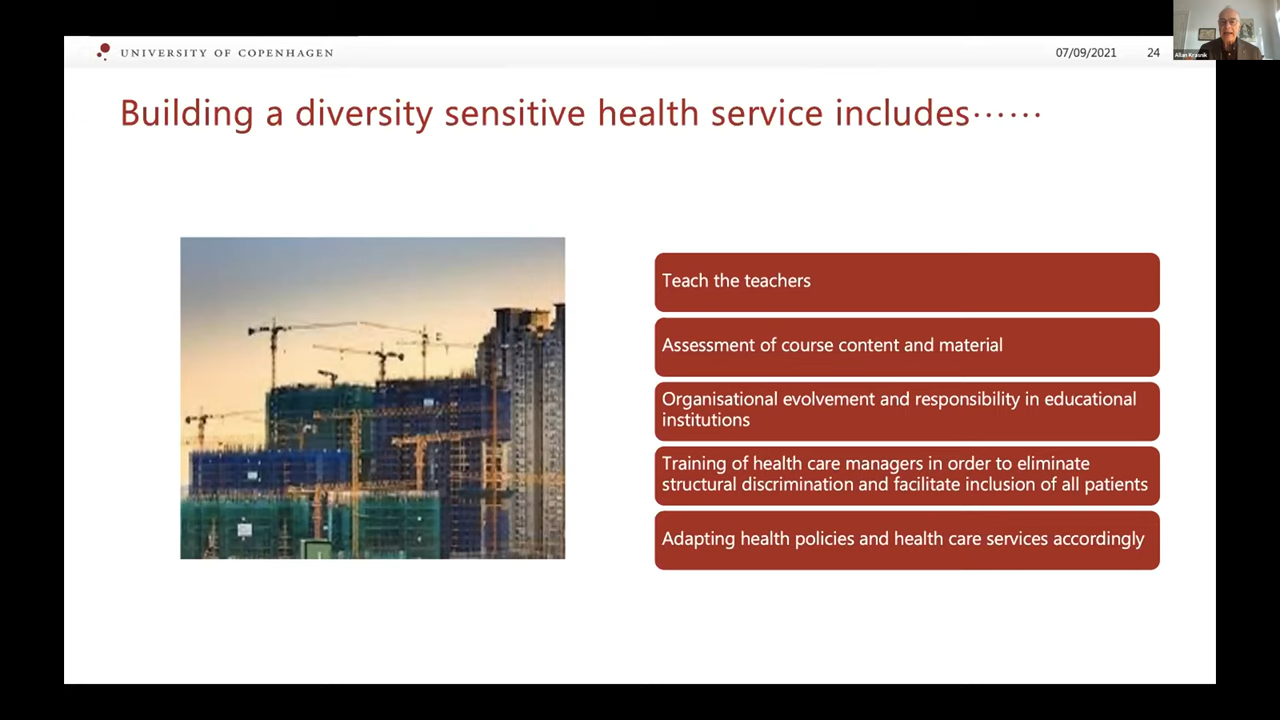 UNIVERSITY OF COPENHAGEN
07/09/2021 24
Allan Krasnik
Building a diversity sensitive health service includes······
Teach the teachers
Assessment of course content and material
Organisational evolvement and responsibility in educational
institutions
Training of health care managers in order to eliminate
structural discrimination and facilitate inclusion of all patients
Adapting health policies and health care services accordingly